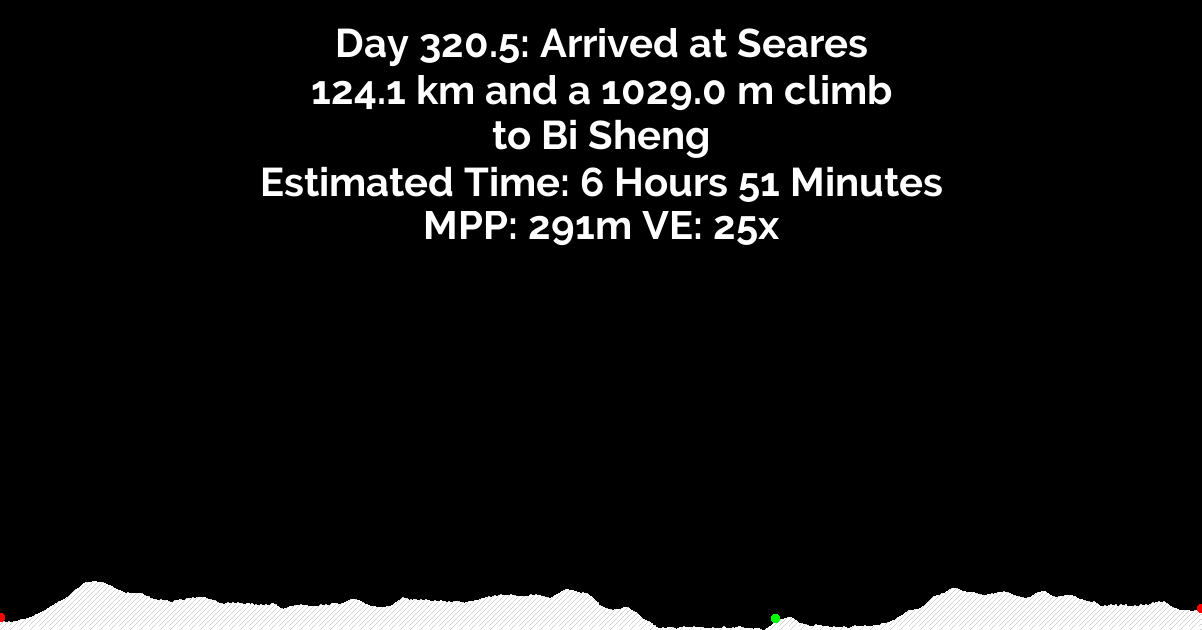 Day 320.5: Arrived at Seares
124.1 km and a 1029.0 m climb
to Bi Sheng
Estimated Time: 6 Hours 51 Minutes
MPP: 291m VE: 25x